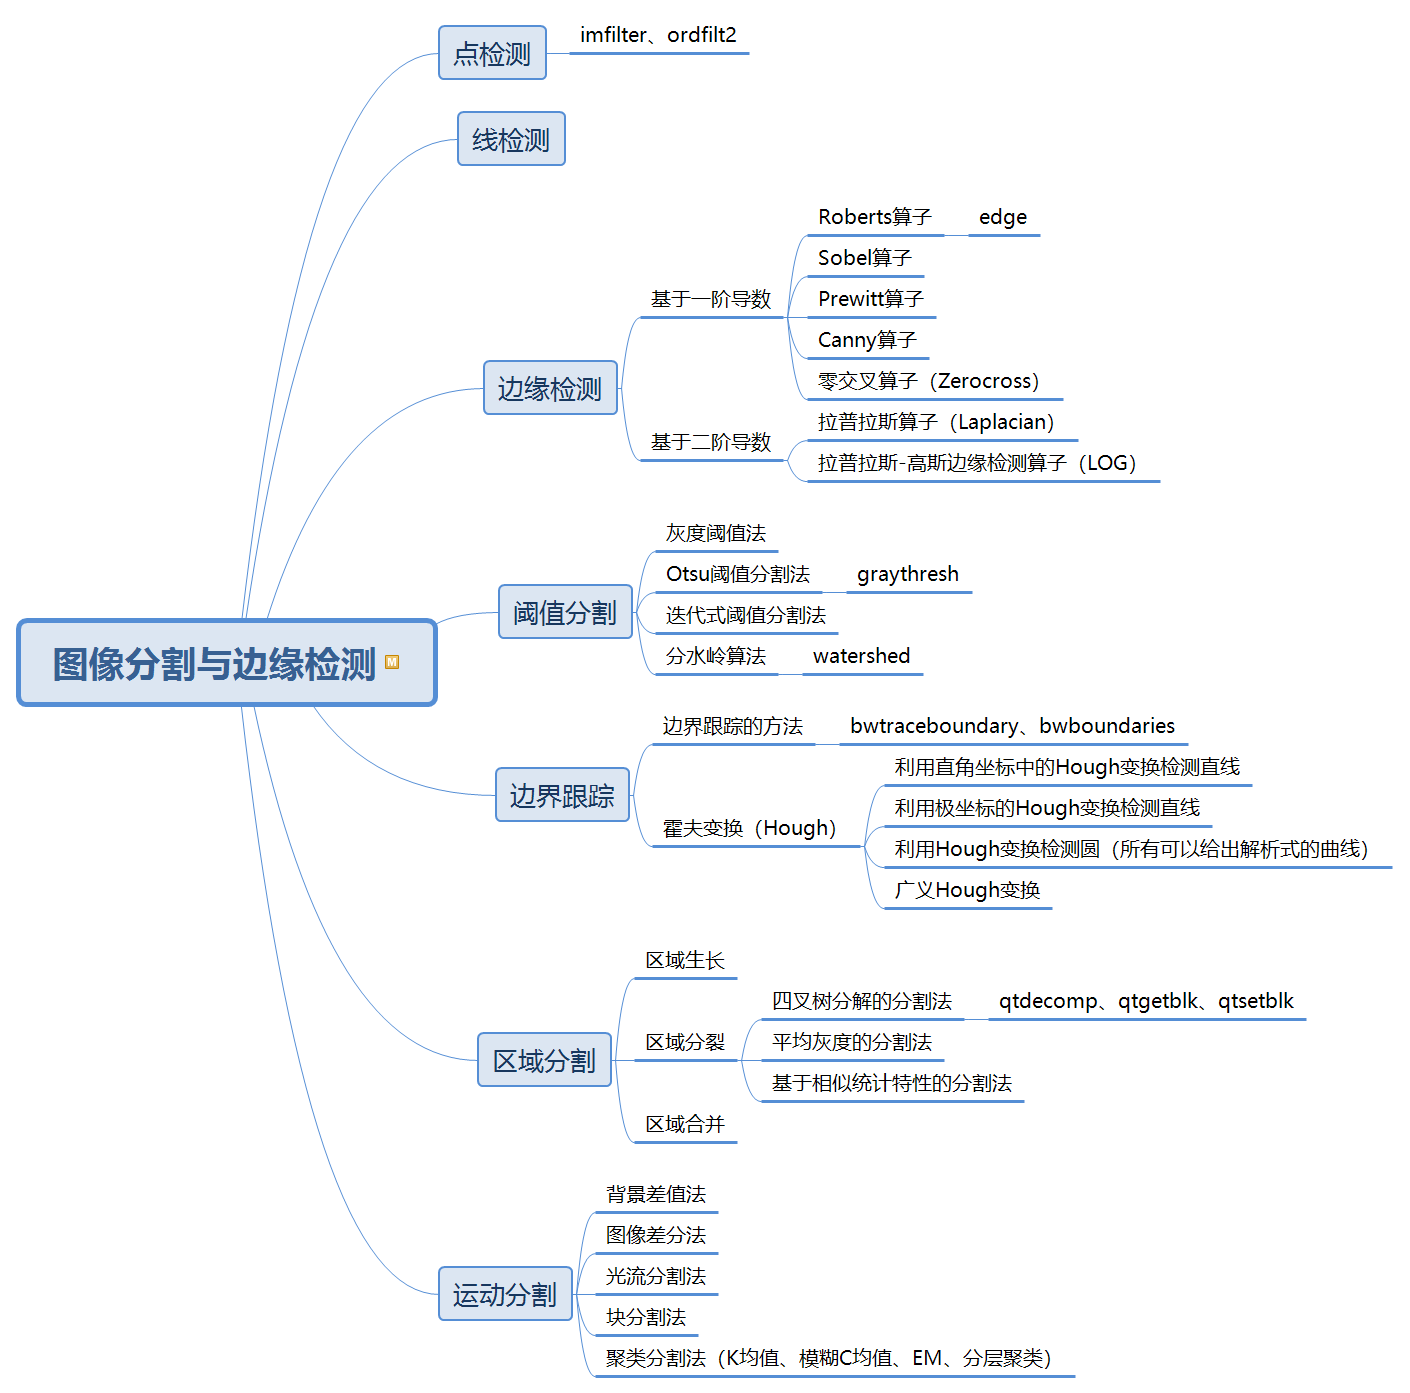 图像分割与边缘检测
M
点检测
imfilter、ordfilt2
线检测
边缘检测
基于一阶导数
Roberts算子
edge
Sobel算子
Prewitt算子
Canny算子
零交叉算子（Zerocross）
基于二阶导数
拉普拉斯算子（Laplacian）
拉普拉斯-高斯边缘检测算子（LOG）
阈值分割
灰度阈值法
Otsu阈值分割法
graythresh
迭代式阈值分割法
分水岭算法
watershed
边界跟踪
边界跟踪的方法
bwtraceboundary、bwboundaries
霍夫变换（Hough）
利用直角坐标中的Hough变换检测直线
利用极坐标的Hough变换检测直线
利用Hough变换检测圆（所有可以给出解析式的曲线）
广义Hough变换
区域分割
区域生长
区域分裂
四叉树分解的分割法
qtdecomp、qtgetblk、qtsetblk
平均灰度的分割法
基于相似统计特性的分割法
区域合并
运动分割
背景差值法
图像差分法
光流分割法
块分割法
聚类分割法（K均值、模糊C均值、EM、分层聚类）